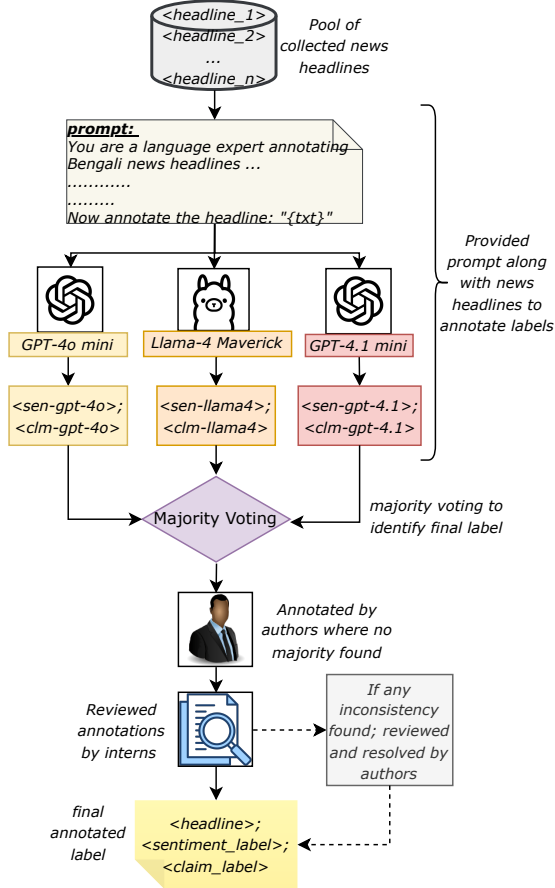 <headline_1>
<headline_2>
...
<headline_n>
Pool of
collected news
headlines
prompt:
You are a language expert annotating
Bengali news headlines ...
............
.........
Now annotate the headline: "{txt}"
Provided
prompt along
with news
headlines to
annotate labels
GPT-4o mini
Llama-4 Maverick
GPT-4.1 mini
<sen-gpt-4o>;
<clm-gpt-4o>
<sen-llama4>;
<clm-llama4>
<sen-gpt-4.1>;
<clm-gpt-4.1>
Majority Voting
majority voting to
identify final label
Annotated by
authors where no
majority found
Reviewed
annotations
by interns
If any
inconsistency
found; reviewed
and resolved by
authors
final
annotated
label
<headline>;
<sentiment_label>;
<claim_label>